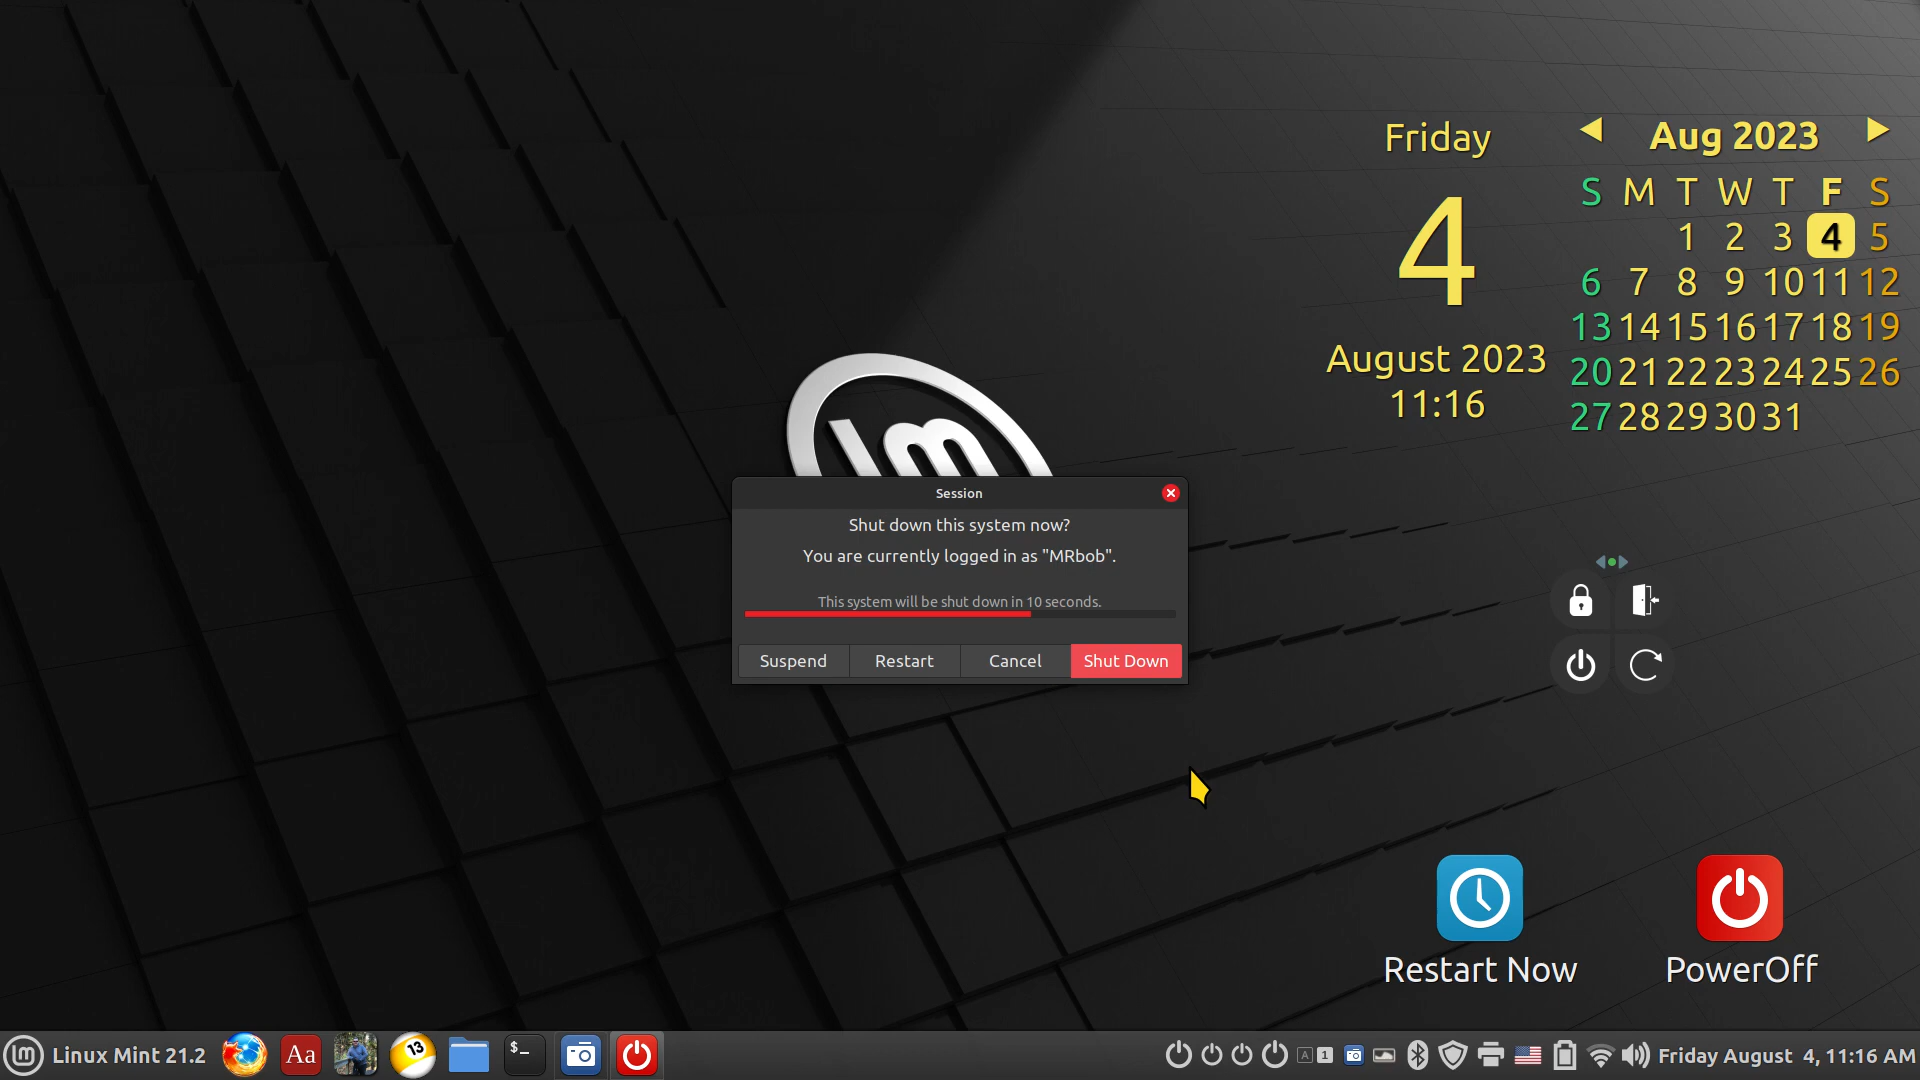 Friday
4
August 2023
11:16
Aug 2023
S M T W T F S
1 2 3 4 5
6 7 8 9 10 11 12
13 14 15 16 17 18 19
20 21 22 23 24 25 26
27 28 29 30 31
lm
Session
Shut down this system now?
You are currently logged in as "MRbob".
This system will be shut down in 10 seconds.
Suspend Restart Cancel Shut Down
Restart Now PowerOff
lm Linux Mint 21.2 Aa 13 $_ A 1 Friday August 4, 11:16 AM